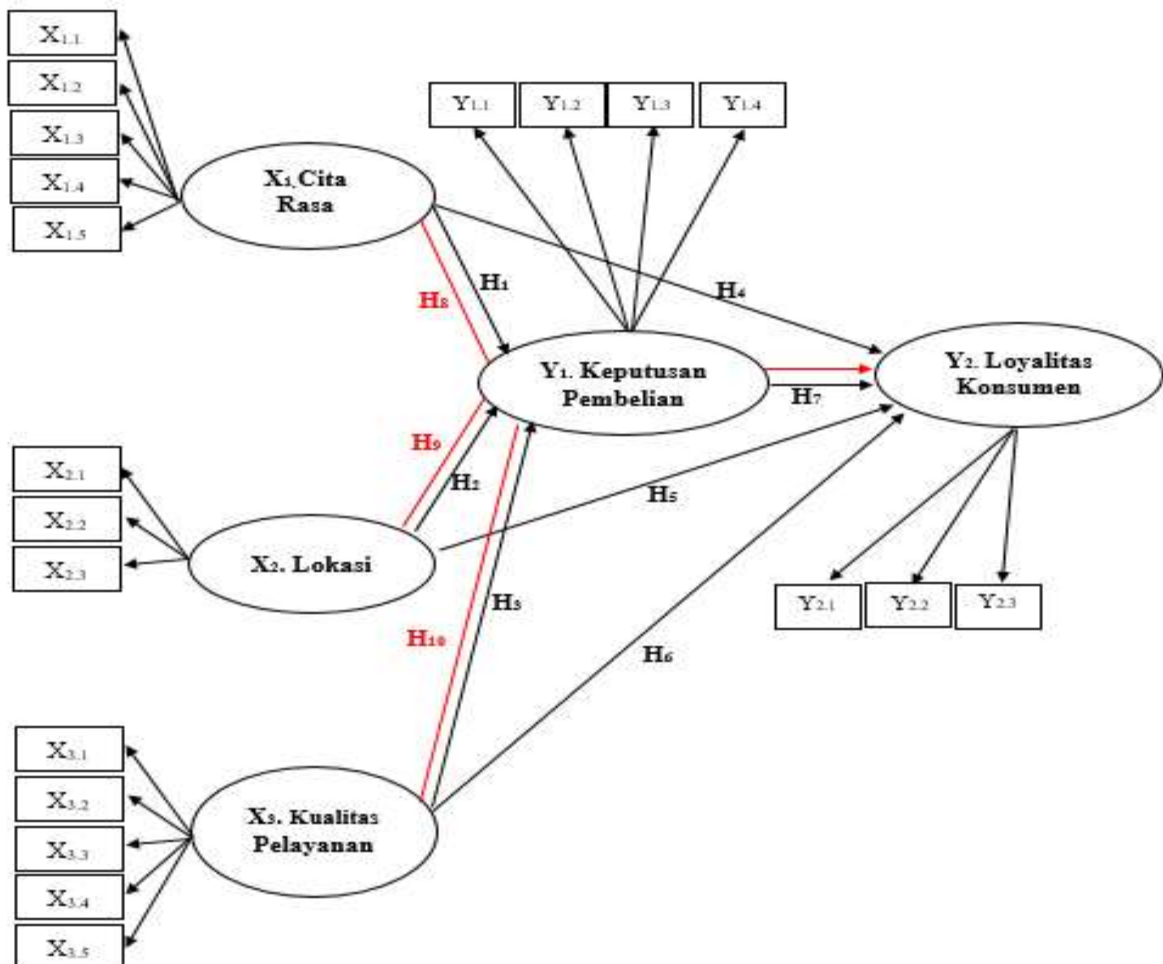 X1.1
X1.2
X1.3
X1.4
X1.5
Y1.1
Y1.2
Y1.3
Y1.4
X1.Cita
Rasa
H1
H8
H4
Y1. Keputusan
Pembelian
H7
Y2. Loyalitas
Konsumen
H9
H2
H5
X2.1
X2.2
X2.3
X2. Lokasi
H3
H10
H6
Y2.1
Y2.2
Y2.3
X3.1
X3.2
X3.3
X3.4
X3.5
X3. Kualitas
Pelayanan